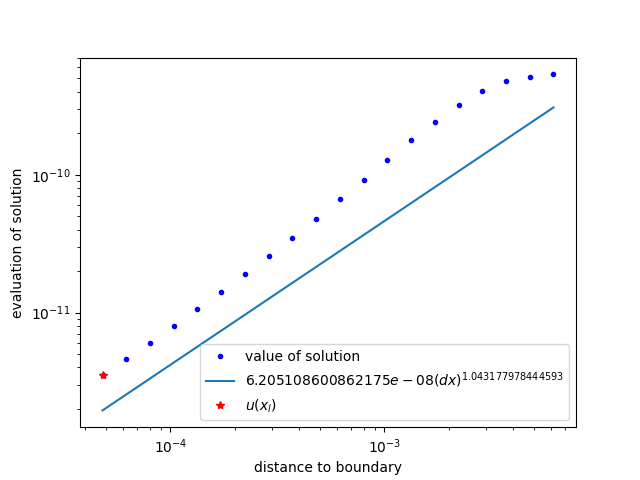 evaluation of solution
10⁻¹⁰
10⁻¹¹
value of solution
6.205108600862175e − 08(dx)^1.043177978444593
u(x_l)
10⁻⁴
10⁻³
distance to boundary